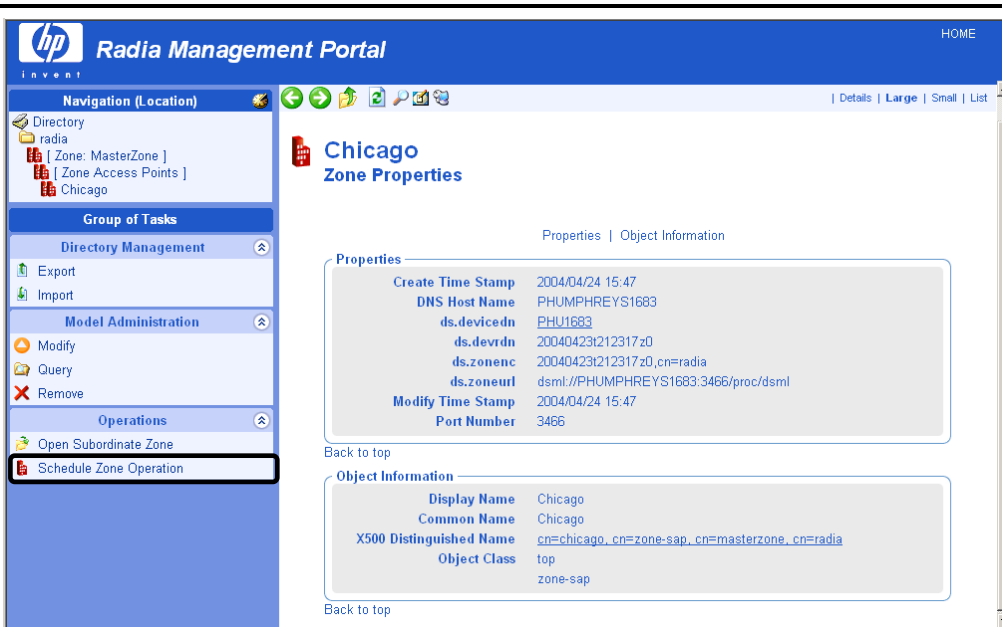 HOME
hp
Radia Management Portal
invent
Navigation (Location)
| Details | Large | Small | List
Directory
radia
[ Zone: MasterZone ]
[ Zone Access Points ]
Chicago
Group of Tasks
Directory Management
Export
Import
Model Administration
Modify
Query
Remove
Operations
Open Subordinate Zone
Schedule Zone Operation
Chicago
Zone Properties
Properties | Object Information
Properties
Create Time Stamp 2004/04/24 15:47
DNS Host Name PHUMPHREYS1683
ds.devicedn PHU1683
ds.devrdn 20040423t212317z0
ds.zonenc 20040423t212317z0,cn=radia
ds.zoneurl dsml://PHUMPHREYS1683:3466/proc/dsml
Modify Time Stamp 2004/04/24 15:47
Port Number 3466
Back to top
Object Information
Display Name Chicago
Common Name Chicago
X500 Distinguished Name cn=chicago, cn=zone-sap, cn=masterzone, cn=radia
Object Class top
zone-sap
Back to top